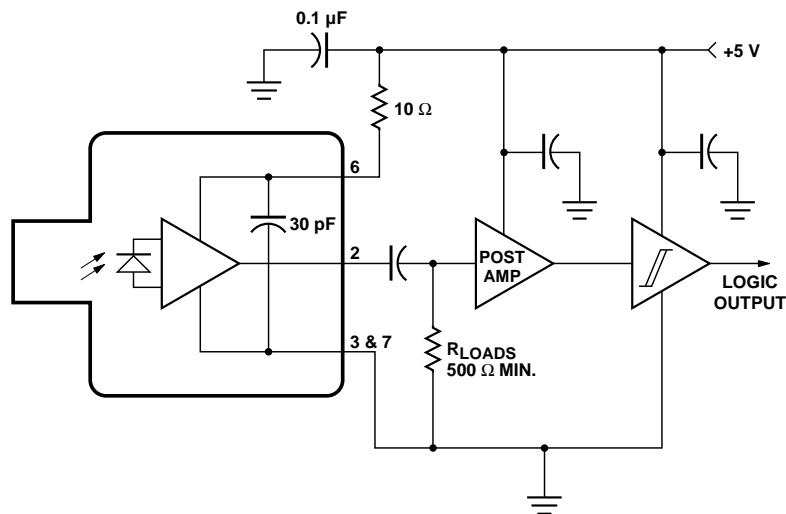 0.1 µF
+5 V
10 Ω
6
30 pF
2
POST
AMP
LOGIC
OUTPUT
3 & 7
RLOADS
500 Ω MIN.